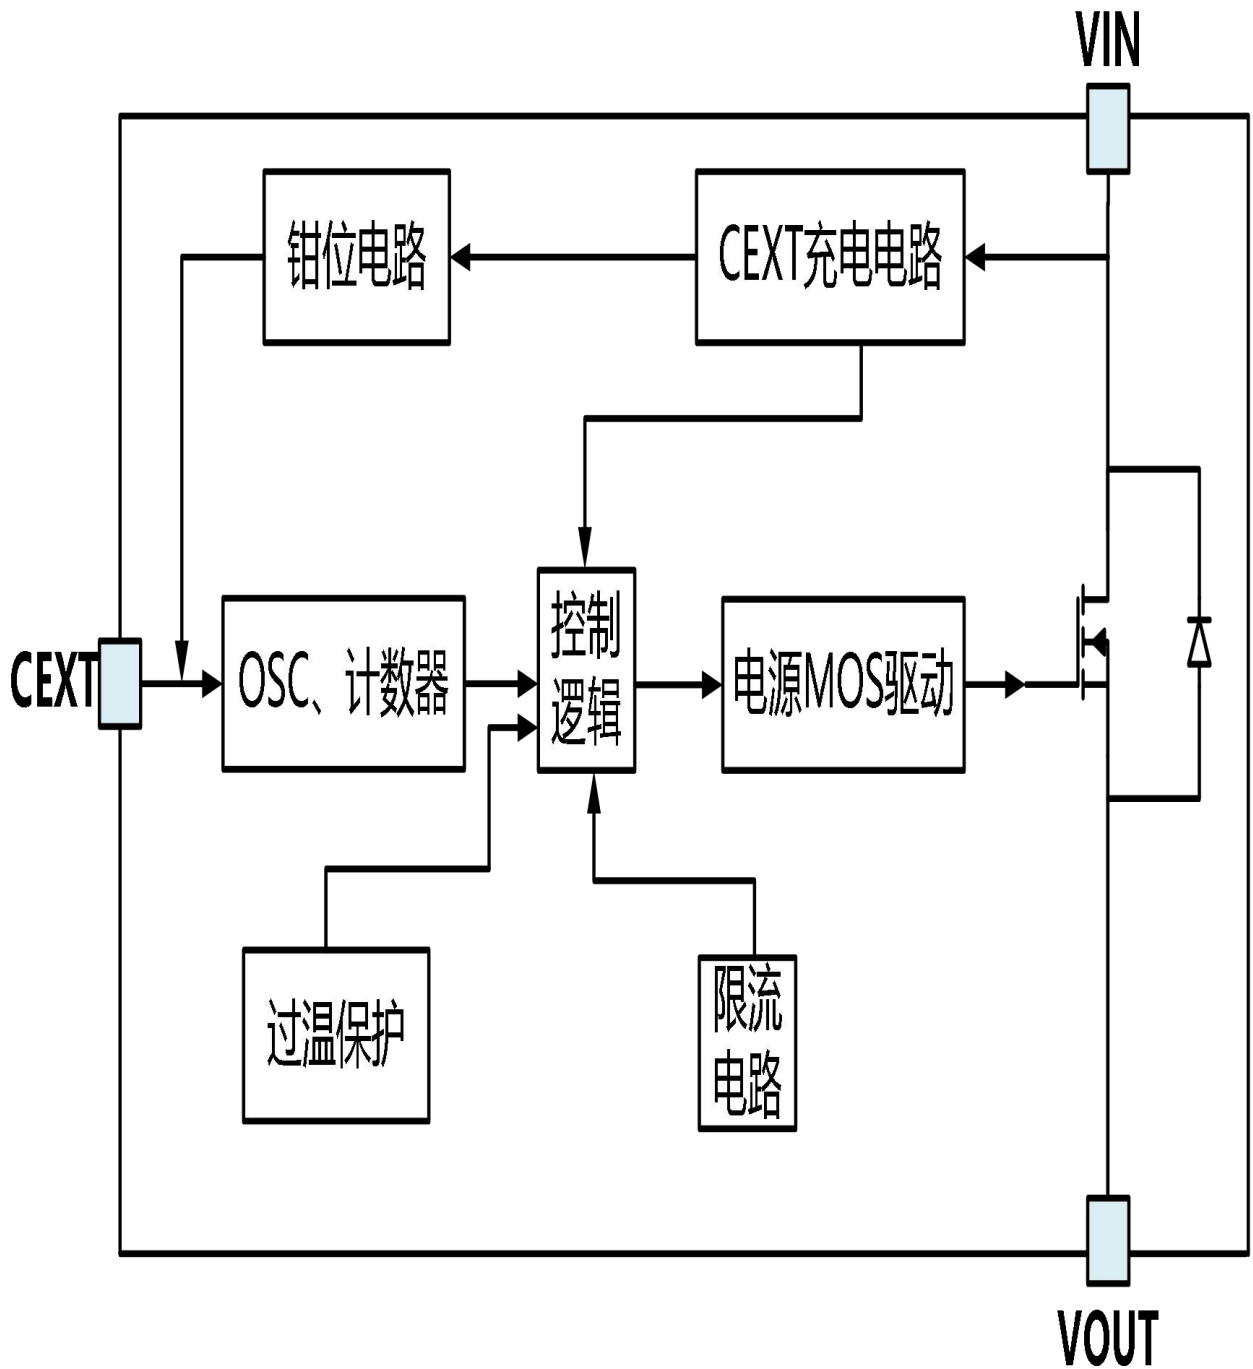 VIN
钳位电路
CEXT充电电路
控制
逻辑
CEXT
OSC、计数器
电源MOS驱动
过温保护
限流
电路
VOUT